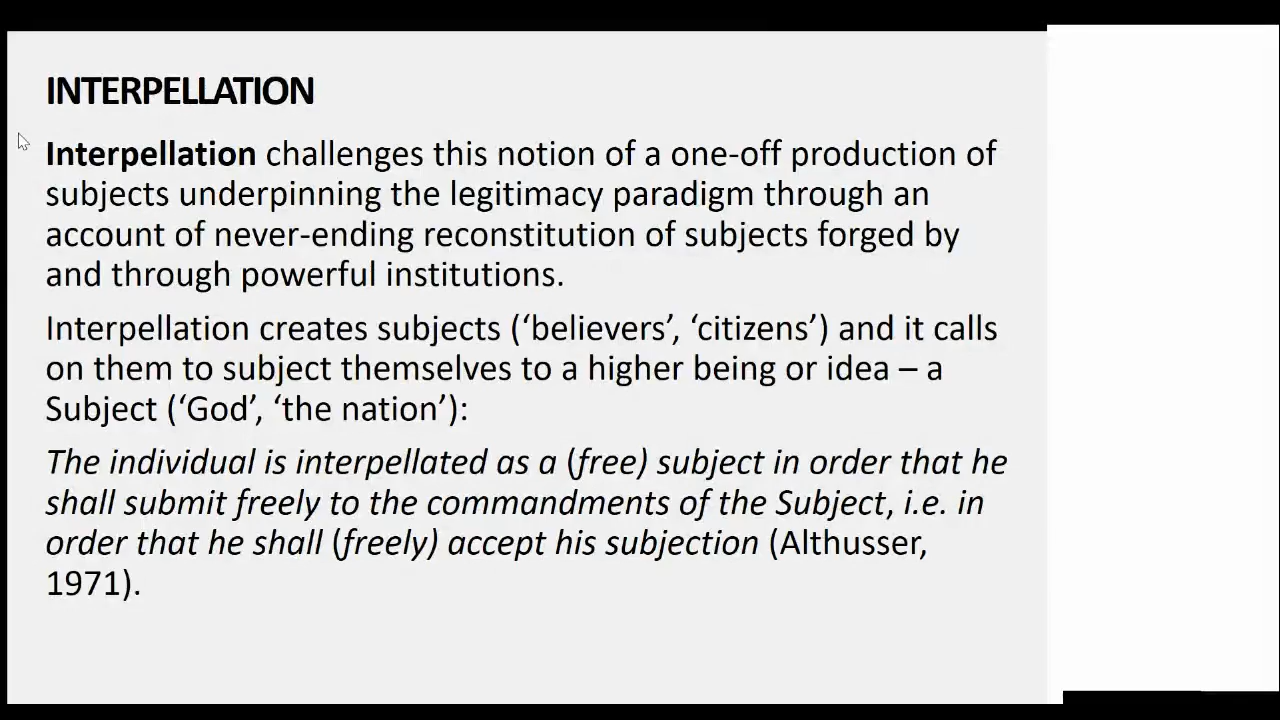 INTERPELLATION
Interpellation challenges this notion of a one-off production of
subjects underpinning the legitimacy paradigm through an
account of never-ending reconstitution of subjects forged by
and through powerful institutions.
Interpellation creates subjects (‘believers’, ‘citizens’) and it calls
on them to subject themselves to a higher being or idea – a
Subject (‘God’, ‘the nation’):
The individual is interpellated as a (free) subject in order that he
shall submit freely to the commandments of the Subject, i.e. in
order that he shall (freely) accept his subjection (Althusser,
1971).